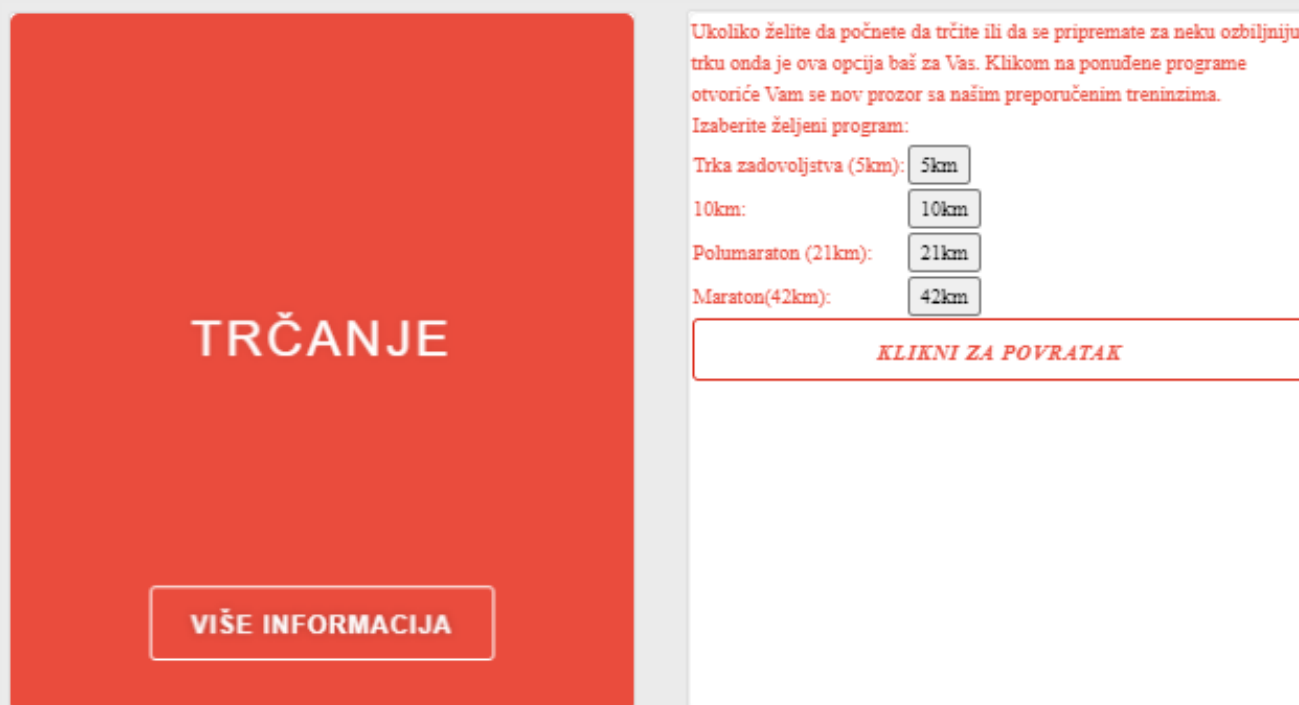 TRČANJE
VIŠE INFORMACIJA
Ukoliko želite da počnete da trčite ili da se pripremate za neku ozbiljniju
trku onda je ova opcija baš za Vas. Klikom na ponuđene programe
otvoriće Vam se nov prozor sa našim preporučenim treninzima.
Izaberite željeni program:
Trka zadovoljstva (5km): 5km
10km: 10km
Polumaraton (21km): 21km
Maraton(42km): 42km
KLIKNI ZA POVRATAK